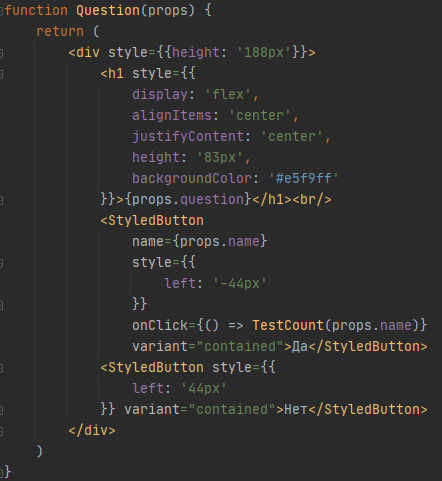 function Question(props) {
    return (
        <div style={{height: '188px'}}>
            <h1 style={{
                display: 'flex',
                alignItems: 'center',
                justifyContent: 'center',
                height: '83px',
                backgroundColor: '#e5f9ff'
            }}>{props.question}</h1><br/>
            <StyledButton
                name={props.name}
                style={{
                    left: '-44px'
                }}
                onClick={() => TestCount(props.name)}
                variant="contained">Да</StyledButton>
            <StyledButton style={{
                left: '44px'
            }} variant="contained">Нет</StyledButton>
        </div>
    )
}